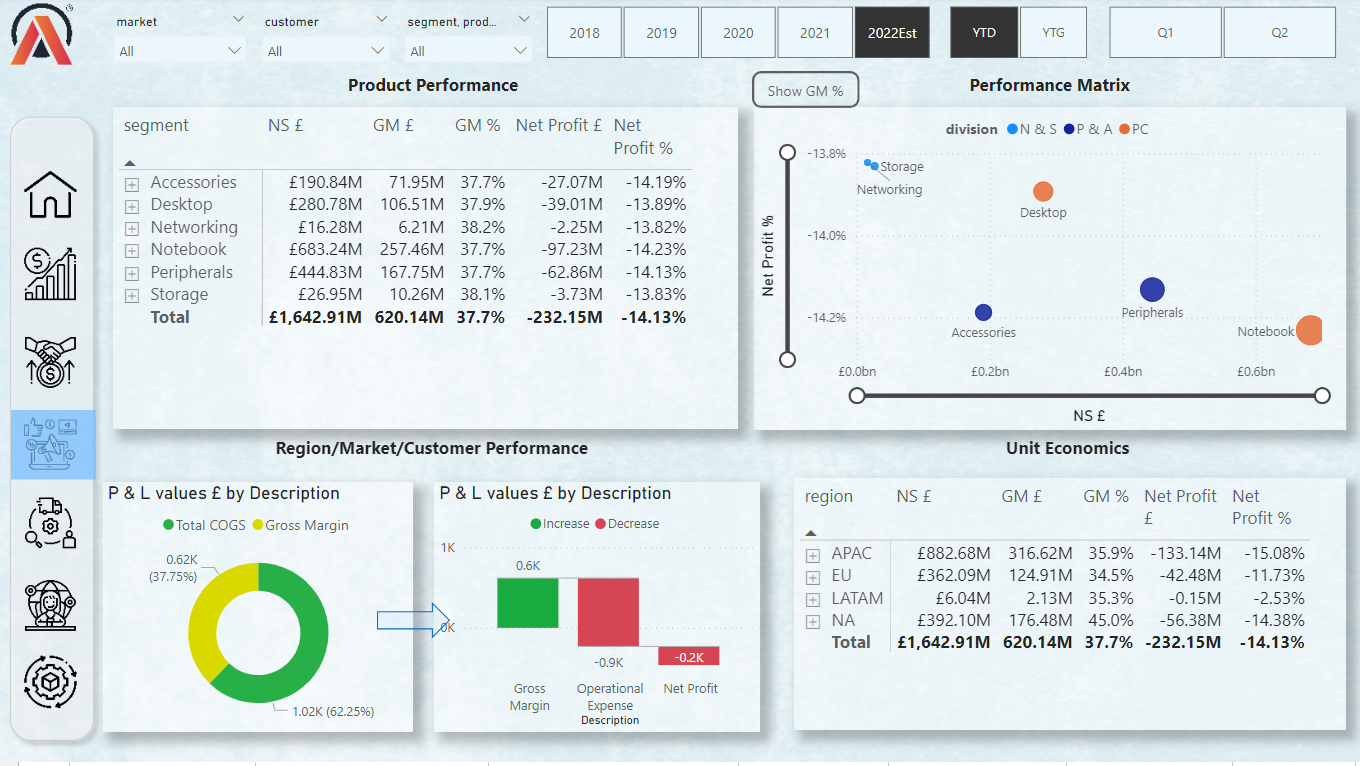 market
customer
segment, prod...
All
All
All
2018
2019
2020
2021
2022Est
YTD
YTG
Q1
Q2
Product Performance
segment NS £ GM £ GM % Net Profit £ Net Profit %
Accessories £190.84M 71.95M 37.7% -27.07M -14.19%
Desktop £280.78M 106.51M 37.9% -39.01M -13.89%
Networking £16.28M 6.21M 38.2% -2.25M -13.82%
Notebook £683.24M 257.46M 37.7% -97.23M -14.23%
Peripherals £444.83M 167.75M 37.7% -62.86M -14.13%
Storage £26.95M 10.26M 38.1% -3.73M -13.83%
Total £1,642.91M 620.14M 37.7% -232.15M -14.13%
Show GM %
Performance Matrix
division N & S P & A PC
Net Profit %
-13.8%
-14.0%
-14.2%
Storage
Networking
Desktop
Peripherals
Accessories
Notebook
£0.0bn £0.2bn £0.4bn £0.6bn
NS £
Region/Market/Customer Performance
P & L values £ by Description
Total COGS Gross Margin
0.62K
(37.75%)
1.02K (62.25%)
P & L values £ by Description
Increase Decrease
1K
0K
0.6K
-0.9K
-0.2K
Gross
Margin
Operational
Expense
Net Profit
Description
Unit Economics
region NS £ GM £ GM % Net Profit £ Net Profit %
APAC £882.68M 316.62M 35.9% -133.14M -15.08%
EU £362.09M 124.91M 34.5% -42.48M -11.73%
LATAM £6.04M 2.13M 35.3% -0.15M -2.53%
NA £392.10M 176.48M 45.0% -56.38M -14.38%
Total £1,642.91M 620.14M 37.7% -232.15M -14.13%